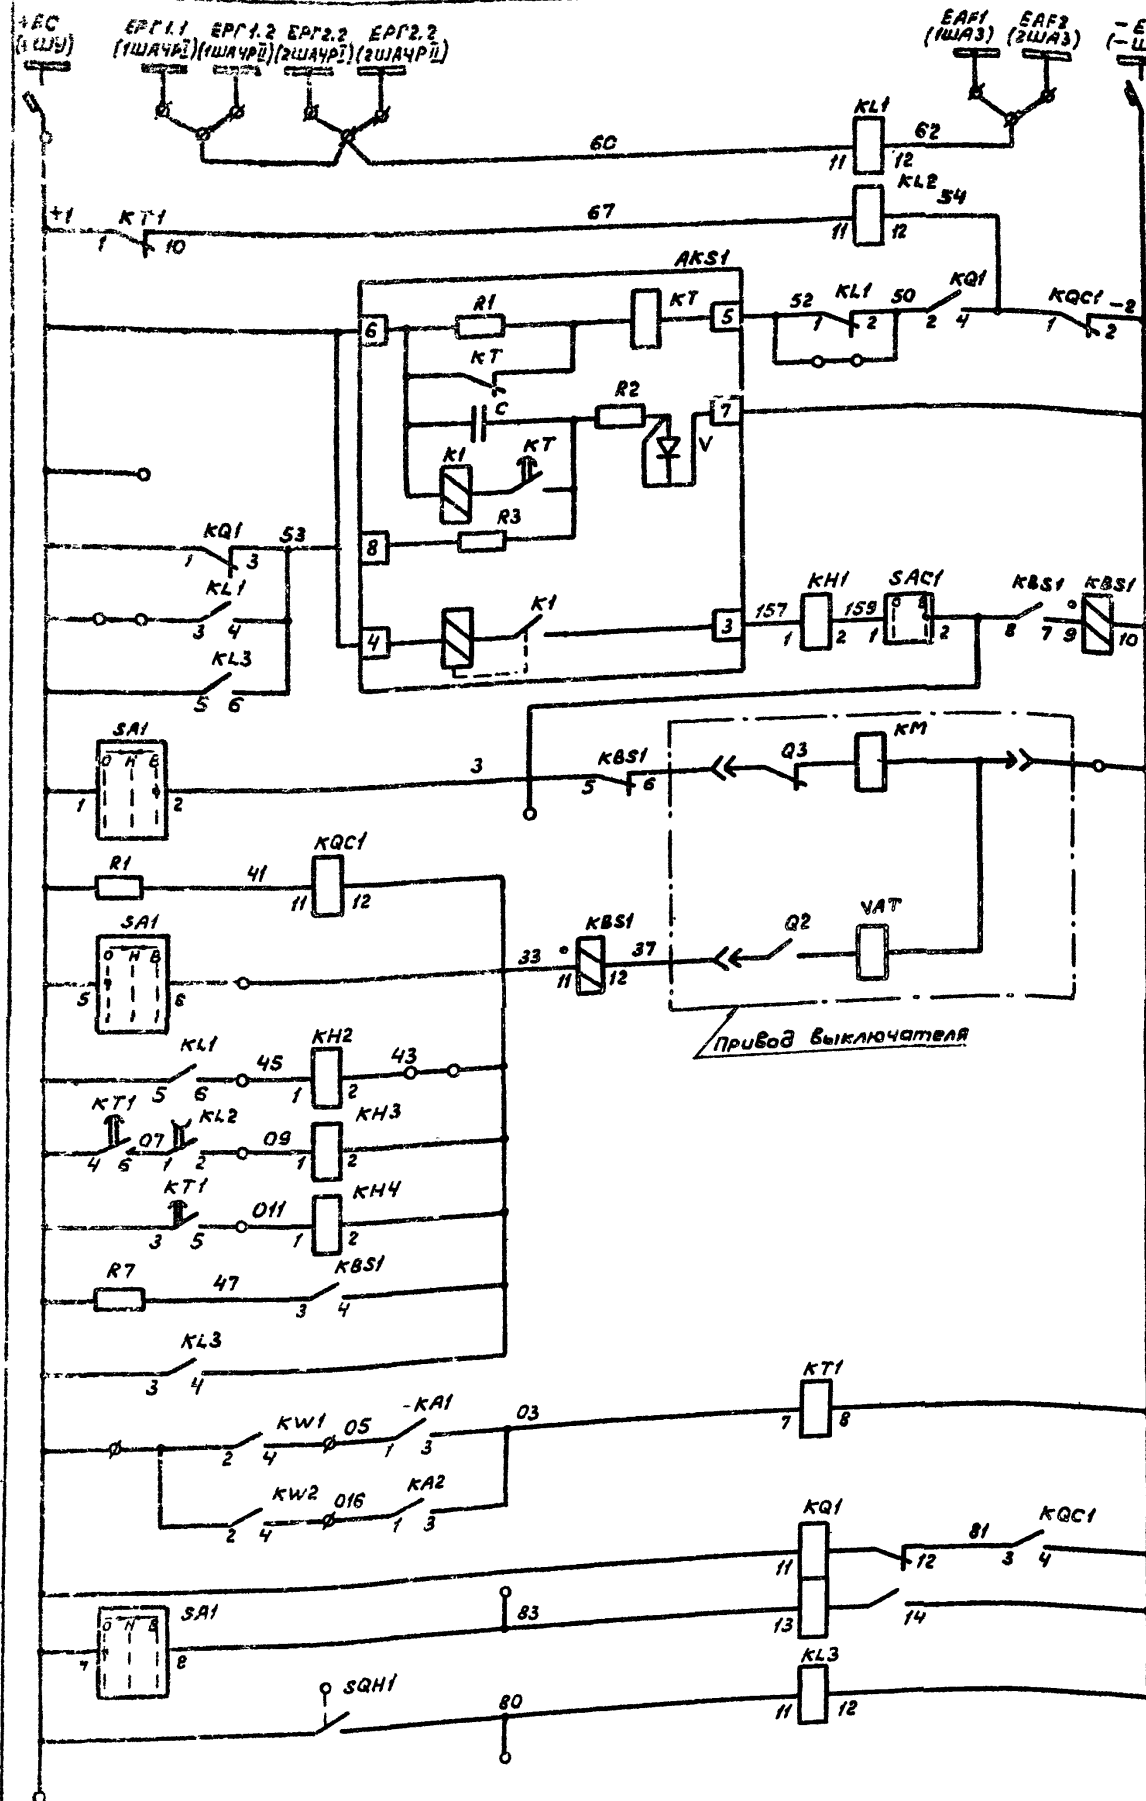 +EC
(+ШУ)
ЕРГ1.1 ЕРГ1.2 ЕРГ2.2 ЕРГ2.2
(1ШАЧРI) (1ШАЧРII) (2ШАЧРI) (2ШАЧРII)
EAF1 EAF2
(1ШАЗ) (2ШАЗ)
60 KL1 62
11 12
+1 KT1 67 KL2 54
1 10 11 12
AKS1
6 R1 KT 5 52 KL1 50 KQ1 KQC1 -2
1 2 2 4 1 2
KT
C R2 7
K1 KT V
KQ1 53 8 R3
1 3
KL1 K1 157 KH1 159 SAC1 KBS1 KBS1
3 4 4 3 1 2 1 О В 2 8 7 9 10
KL3
5 6
SA1
О Н В 3 KBS1 Q3 KM
1 2 5 6
R1 41 KQC1
11 12
SA1
О Н В 33 KBS1 37 Q2 YAT
5 6 11 12
Привод выключателя
KL1 45 KH2 43
5 6 1 2
KT1 07 KL2 09 KH3
4 6 1 2 1 2
KT1 011 KH4
3 5 1 2
R7 47 KBS1
3 4
KL3
3 4
KW1 05 -KA1 03 KT1
2 4 1 3 7 8
KW2 016 KA2
2 4 1 3
KQ1 81 KQC1
11 12 3 4
SA1
О Н В 83
7 8 13 14
SQH1 80 KL3
11 12